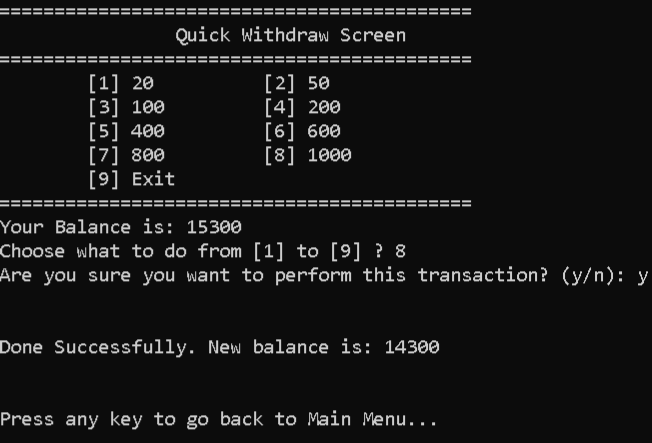 ===========================================
Quick Withdraw Screen
===========================================
[1] 20 [2] 50
[3] 100 [4] 200
[5] 400 [6] 600
[7] 800 [8] 1000
[9] Exit
===========================================
Your Balance is: 15300
Choose what to do from [1] to [9] ? 8
Are you sure you want to perform this transaction? (y/n): y
Done Successfully. New balance is: 14300
Press any key to go back to Main Menu...